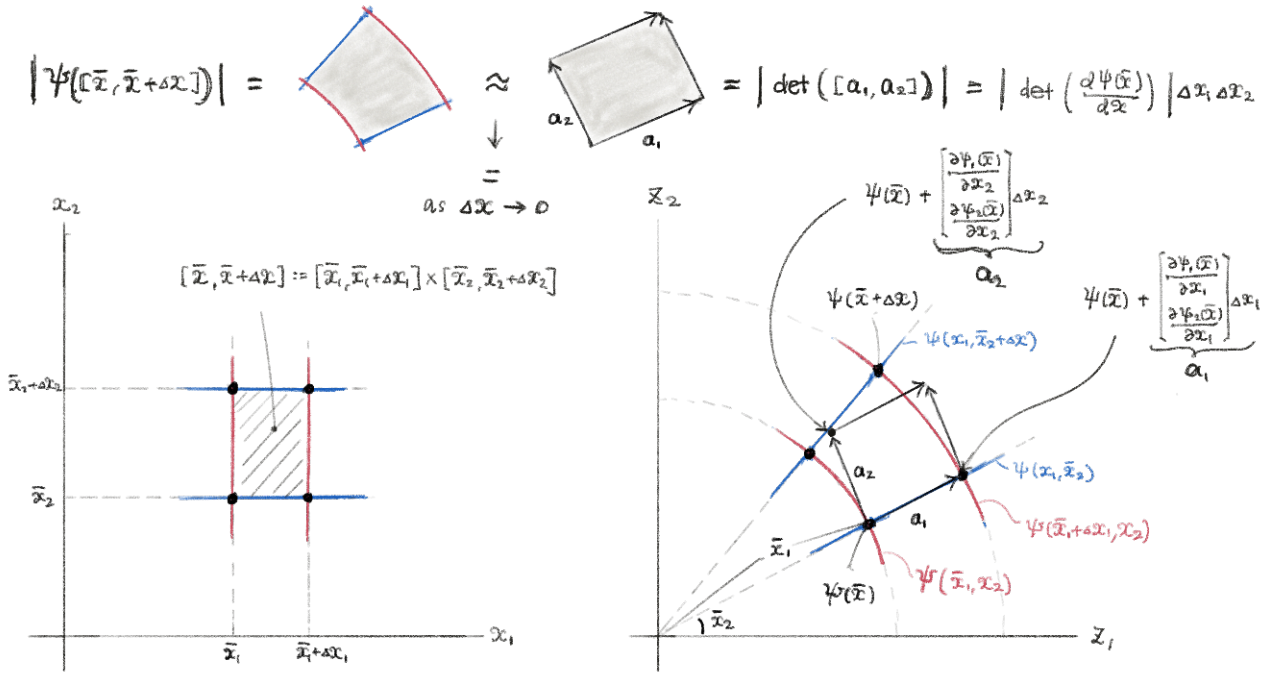 |ψ([x̄, x̄+Δx])| = ≈ = |det([a₁, a₂])| = |det(∂ψ(x̄)/∂x)|Δx₁Δx₂
a₂
a₁
↓
=
as Δx → 0
x₂
[x̄, x̄+Δx] := [x̄₁, x̄₁+Δx₁] × [x̄₂, x̄₂+Δx₂]
x̄₂+Δx₂
x̄₂
x̄₁
x̄₁+Δx₁
x₁
z₂
ψ(x̄) + [∂ψ₁(x̄)/∂x₂ ∂ψ₂(x̄)/∂x₂]Δx₂
a₂
ψ(x̄) + [∂ψ₁(x̄)/∂x₁ ∂ψ₂(x̄)/∂x₁]Δx₁
a₁
ψ(x̄+Δx)
ψ(x₁, x̄₂+Δx)
a₂
a₁
ψ(x₁, x̄₂)
ψ(x̄₁+Δx₁, x₂)
x̄₁
ψ(x̄)
ψ(x̄₁, x₂)
x̄₂
z₁